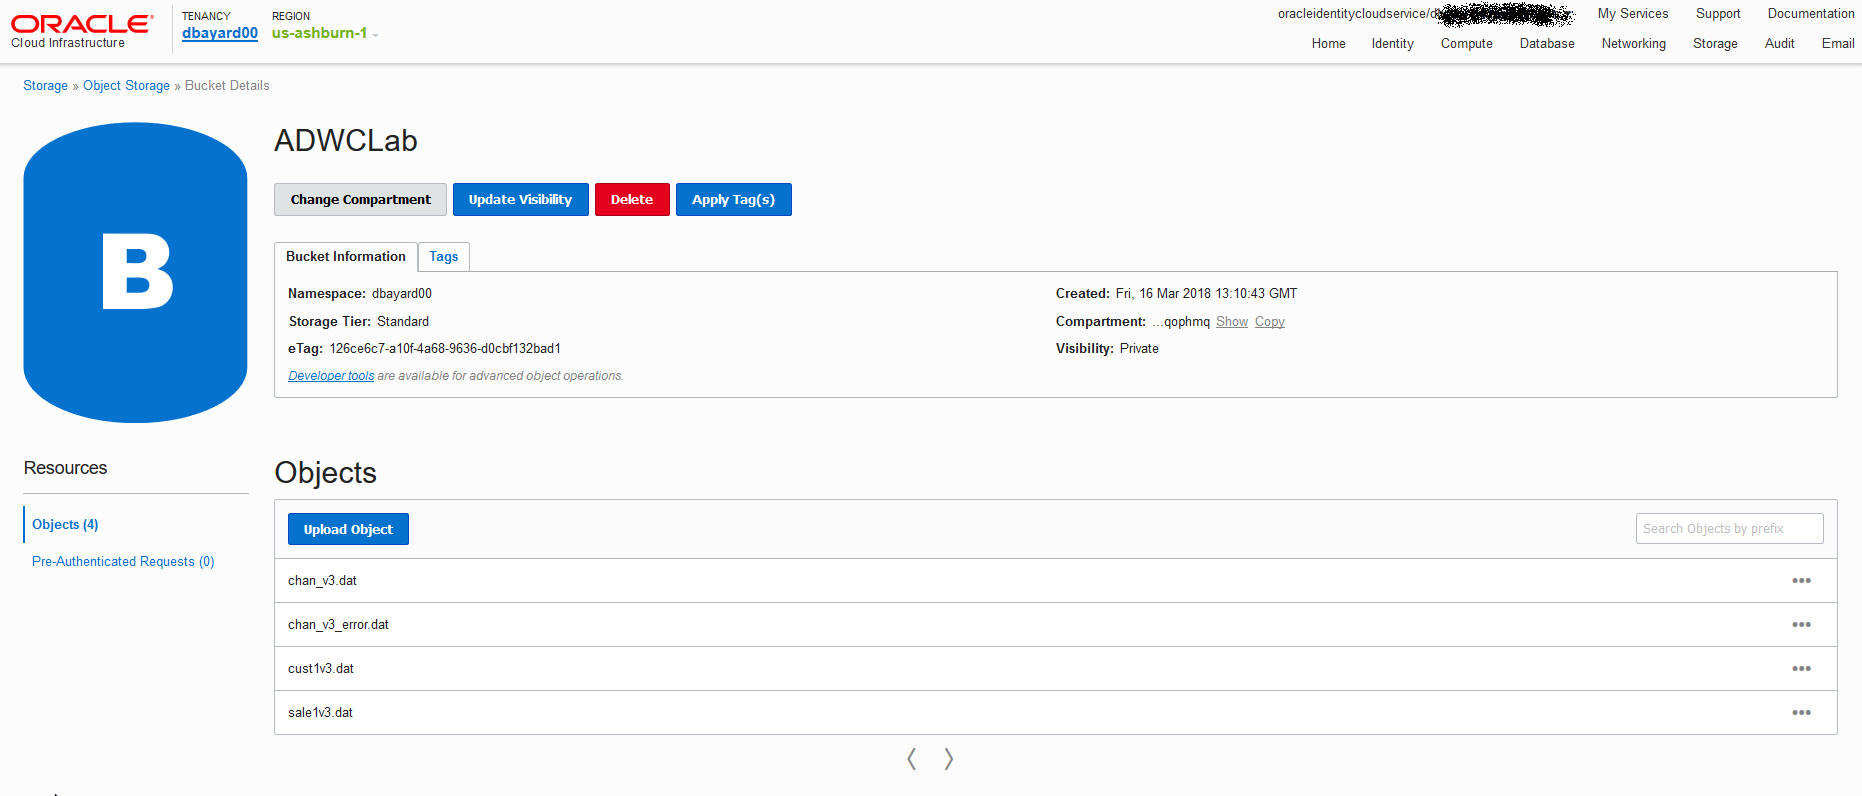 ORACLE
Cloud Infrastructure
TENANCY
dbayard00
REGION
us-ashburn-1
oracleidentitycloudservice/
My Services Support Documentation
Home Identity Compute Database Networking Storage Audit Email
Storage » Object Storage » Bucket Details
B
ADWCLab
Change Compartment Update Visibility Delete Apply Tag(s)
Bucket Information Tags
Namespace: dbayard00
Created: Fri, 16 Mar 2018 13:10:43 GMT
Storage Tier: Standard
Compartment: ...qophmq Show Copy
eTag: 126ce6c7-a10f-4a68-9636-d0cbf132bad1
Visibility: Private
Developer tools are available for advanced object operations.
Resources
Objects (4)
Pre-Authenticated Requests (0)
Objects
Upload Object
Search Objects by prefix
chan_v3.dat
chan_v3_error.dat
cust1v3.dat
sale1v3.dat